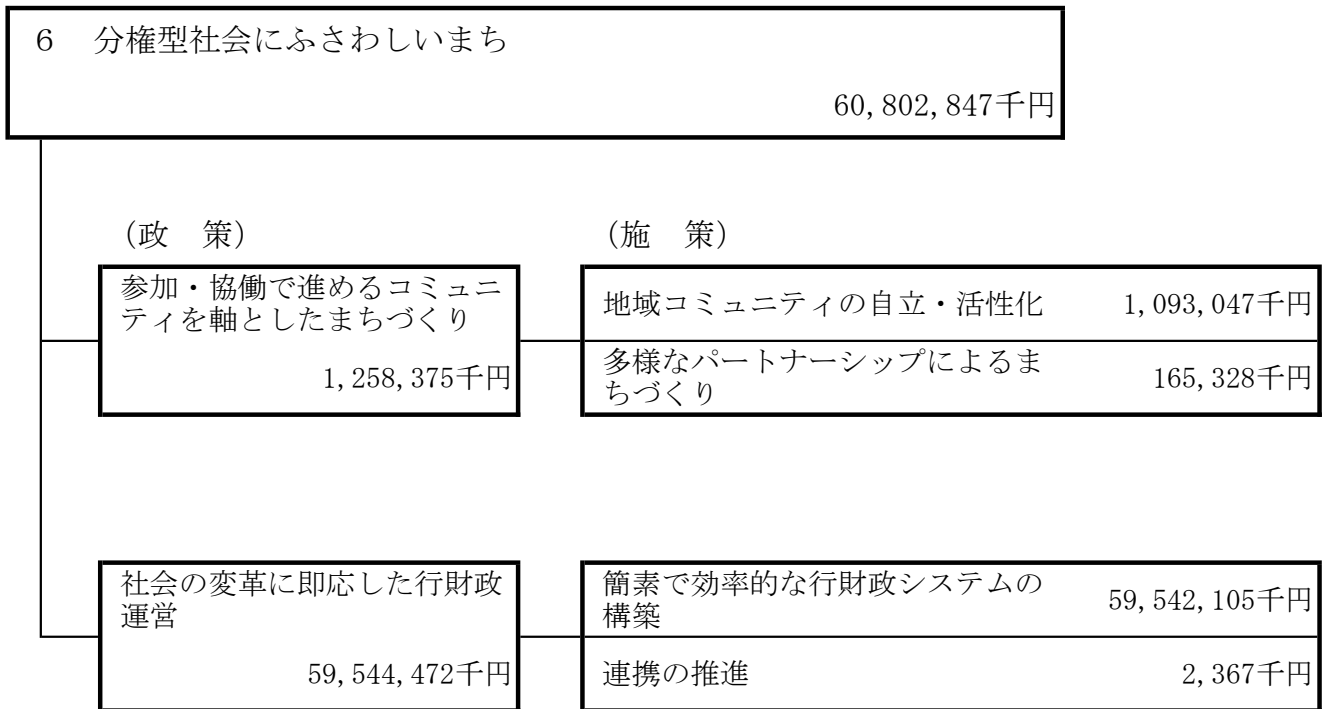 ６　分権型社会にふさわしいまち
60,802,847千円
（政　策）
（施　策）
参加・協働で進めるコミュニ
ティを軸としたまちづくり
1,258,375千円
地域コミュニティの自立・活性化　1,093,047千円
多様なパートナーシップによるま
ちづくり
165,328千円
社会の変革に即応した行財政
運営
59,544,472千円
簡素で効率的な行財政システムの
構築
59,542,105千円
連携の推進　2,367千円